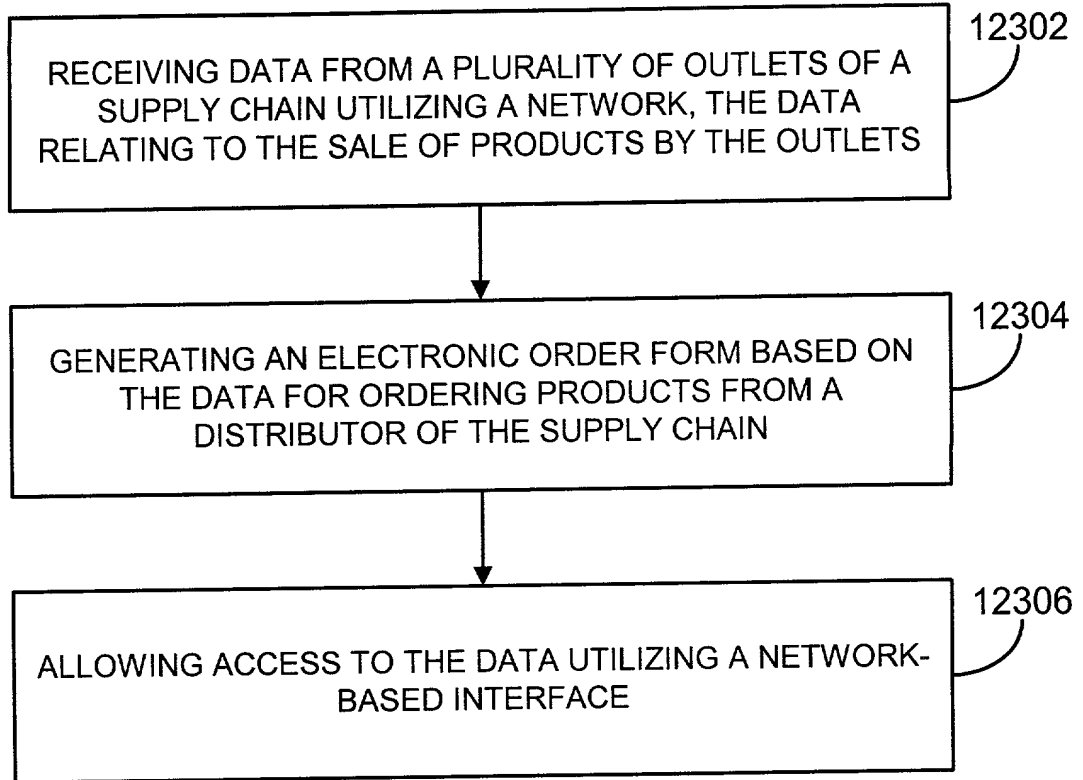 12302
RECEIVING DATA FROM A PLURALITY OF OUTLETS OF A
SUPPLY CHAIN UTILIZING A NETWORK, THE DATA
RELATING TO THE SALE OF PRODUCTS BY THE OUTLETS
12304
GENERATING AN ELECTRONIC ORDER FORM BASED ON
THE DATA FOR ORDERING PRODUCTS FROM A
DISTRIBUTOR OF THE SUPPLY CHAIN
12306
ALLOWING ACCESS TO THE DATA UTILIZING A NETWORK-
BASED INTERFACE